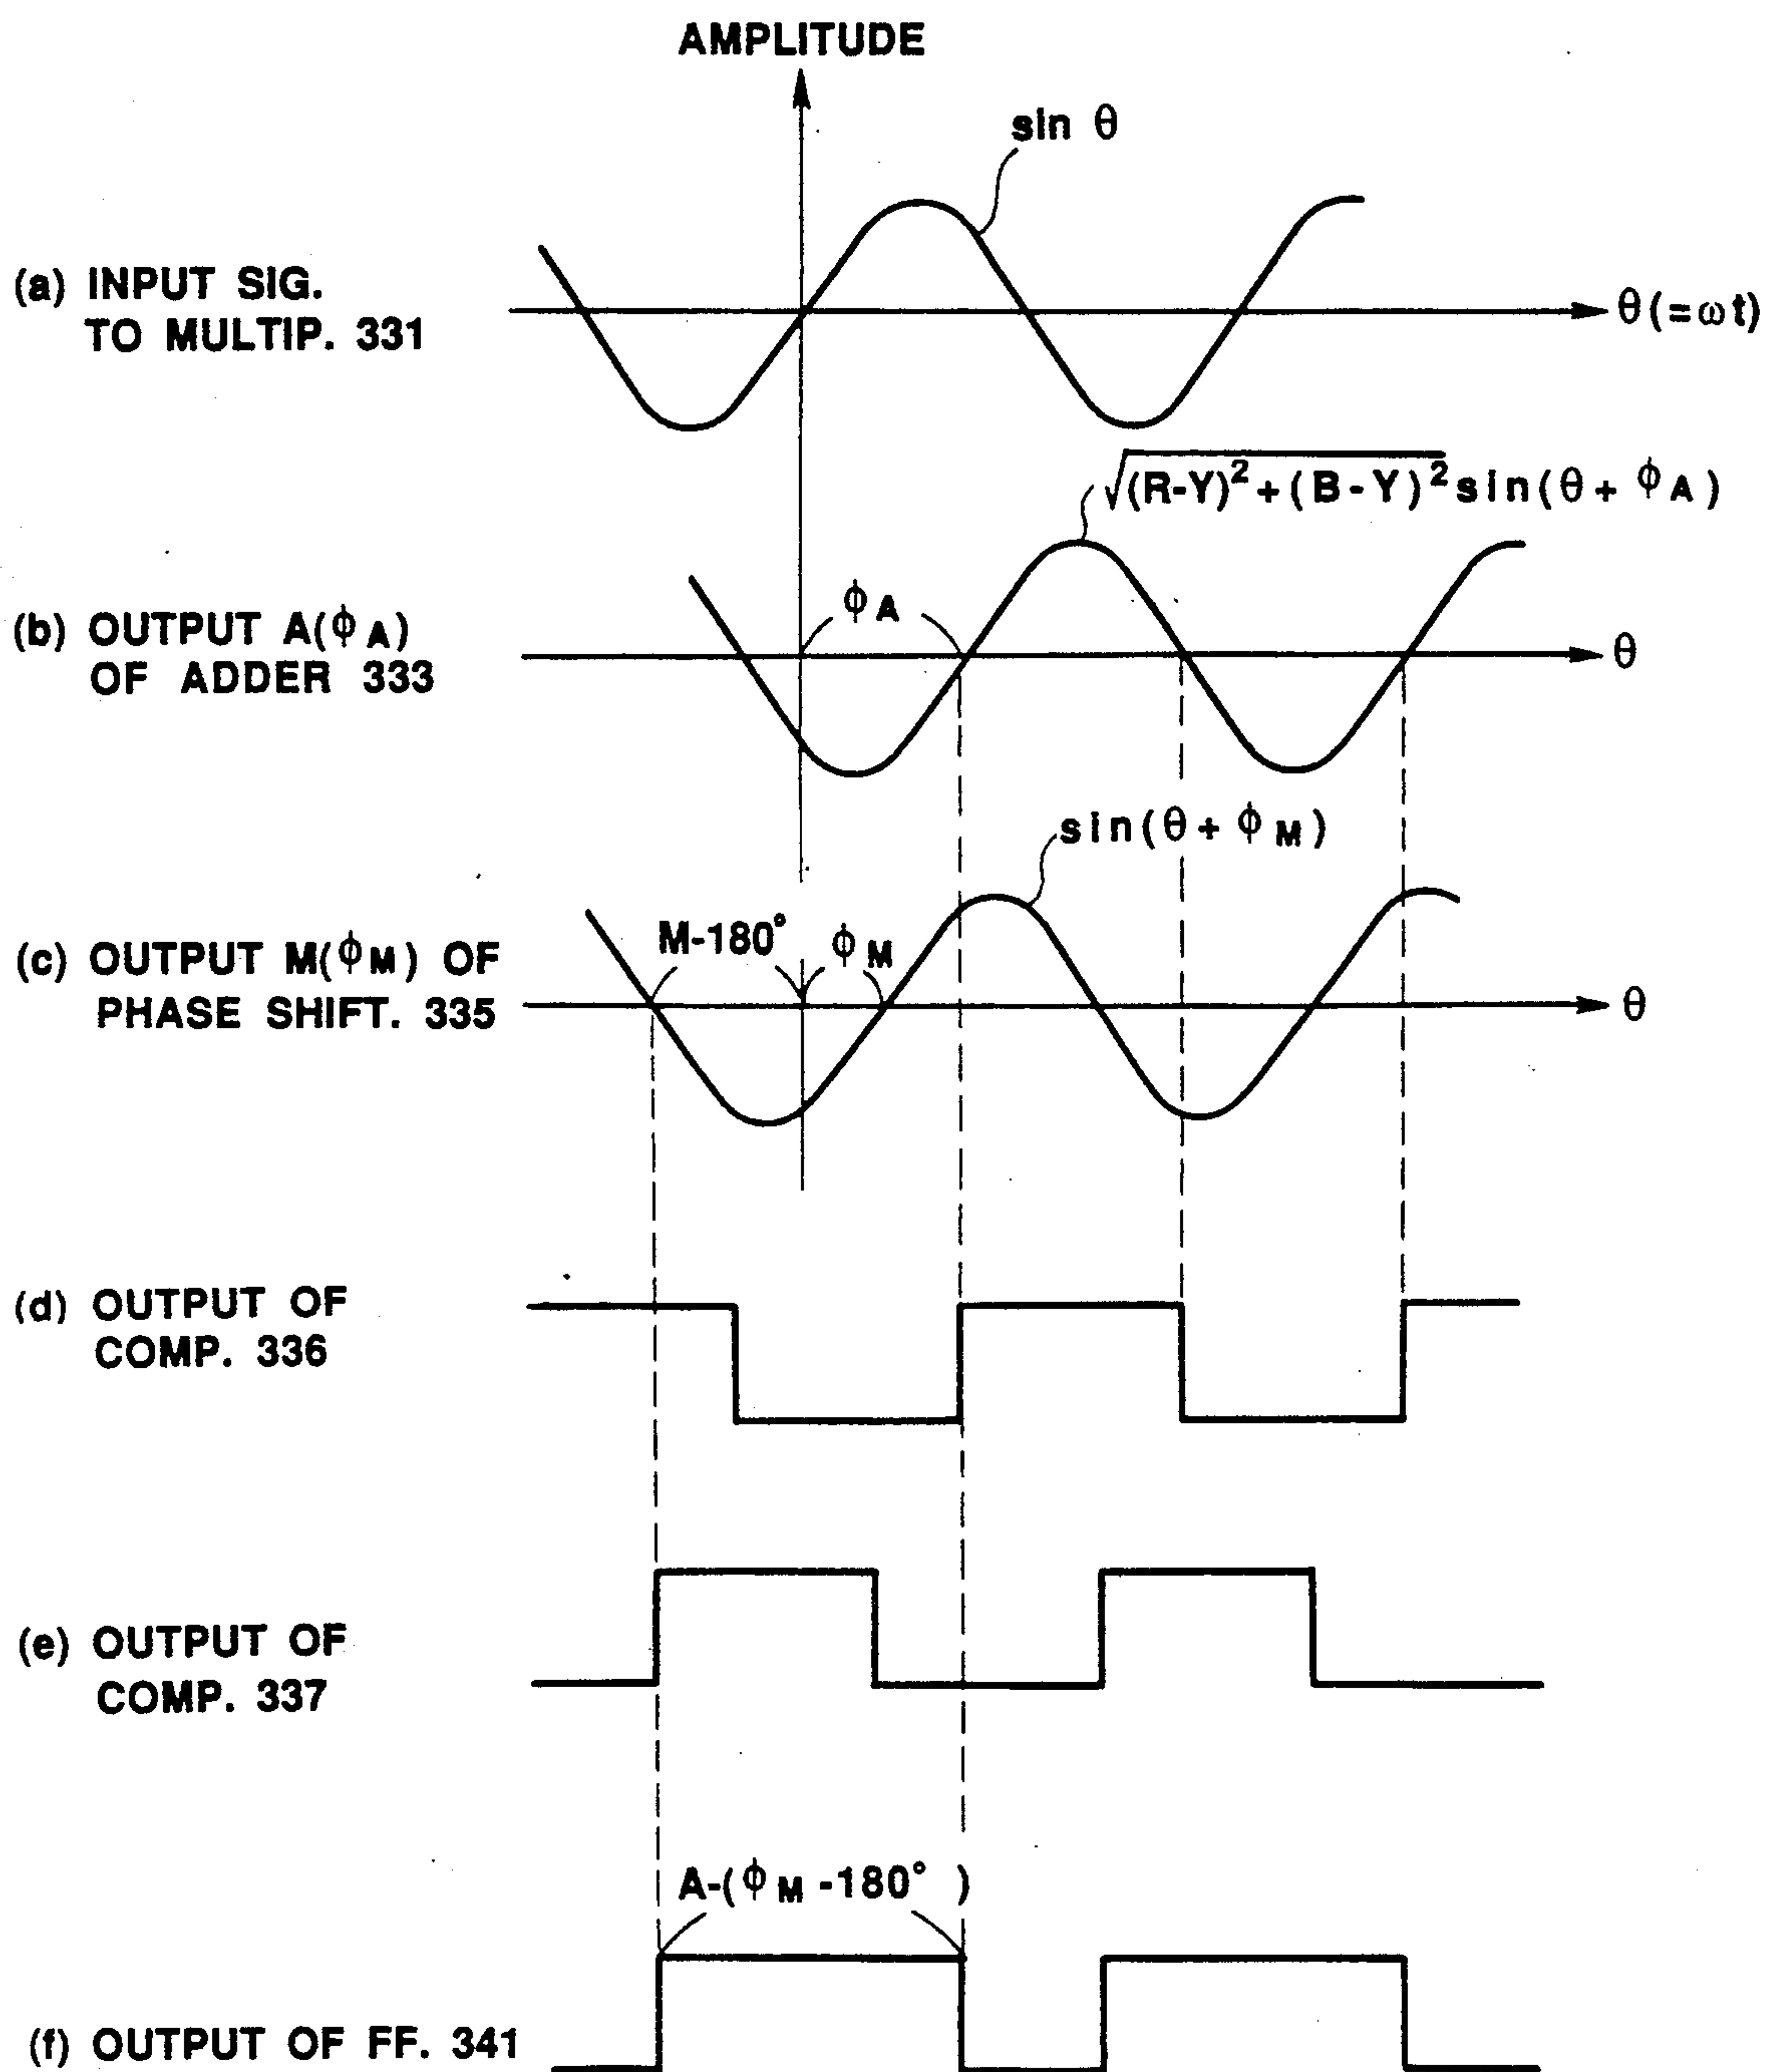 AMPLITUDE
sin θ
(a) INPUT SIG.
TO MULTIP. 331
θ(=ωt)
√(R-Y)²+(B-Y)² sin(θ+ ϕA)
ϕA
(b) OUTPUT A(ϕA)
OF ADDER 333
θ
sin(θ+ ϕM)
M-180° ϕM
(c) OUTPUT M(ϕM) OF
PHASE SHIFT. 335
θ
(d) OUTPUT OF
COMP. 336
(e) OUTPUT OF
COMP. 337
A-(ϕM -180° )
(f) OUTPUT OF FF. 341